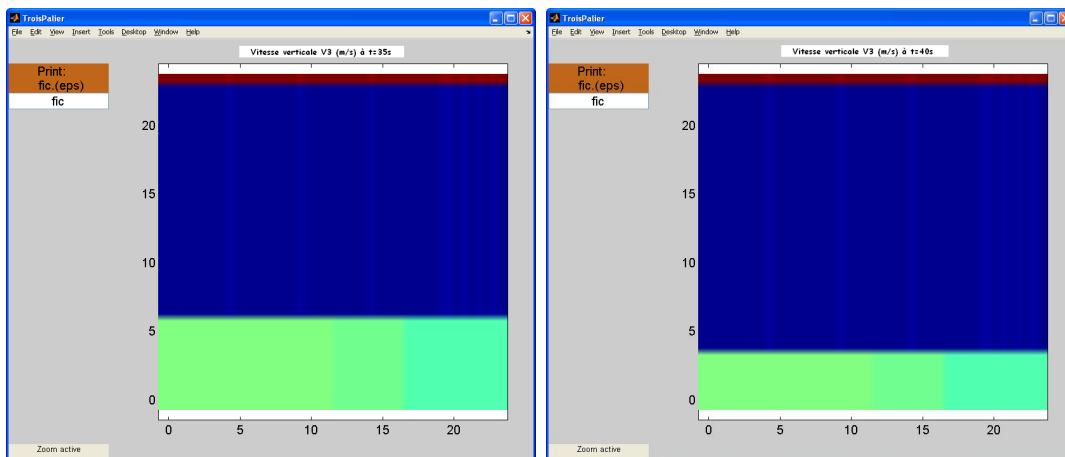 TroisPalier
File Edit View Insert Tools Desktop Window Help
Vitesse verticale V3 (m/s) à t=35s
Print:
fic.(eps)
fic
20
15
10
5
0
0 5 10 15 20
Zoom active
TroisPalier
File Edit View Insert Tools Desktop Window Help
Vitesse verticale V3 (m/s) à t=40s
Print:
fic.(eps)
fic
20
15
10
5
0
0 5 10 15 20
Zoom active